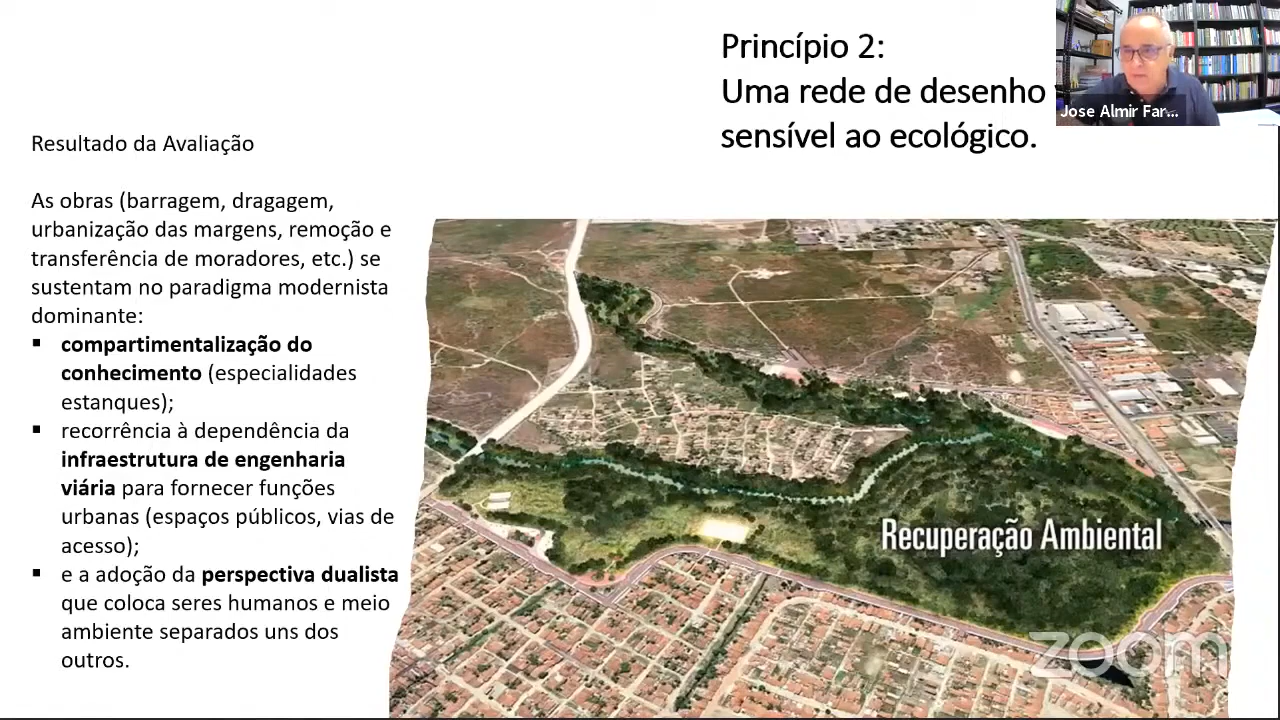 Princípio 2:
Uma rede de desenho
sensível ao ecológico.
Jose Almir Far...
Resultado da Avaliação
As obras (barragem, dragagem,
urbanização das margens, remoção e
transferência de moradores, etc.) se
sustentam no paradigma modernista
dominante:
▪ compartimentalização do
conhecimento (especialidades
estanques);
▪ recorrência à dependência da
infraestrutura de engenharia
viária para fornecer funções
urbanas (espaços públicos, vias de
acesso);
▪ e a adoção da perspectiva dualista
que coloca seres humanos e meio
ambiente separados uns dos
outros.
Recuperação Ambiental
zoom